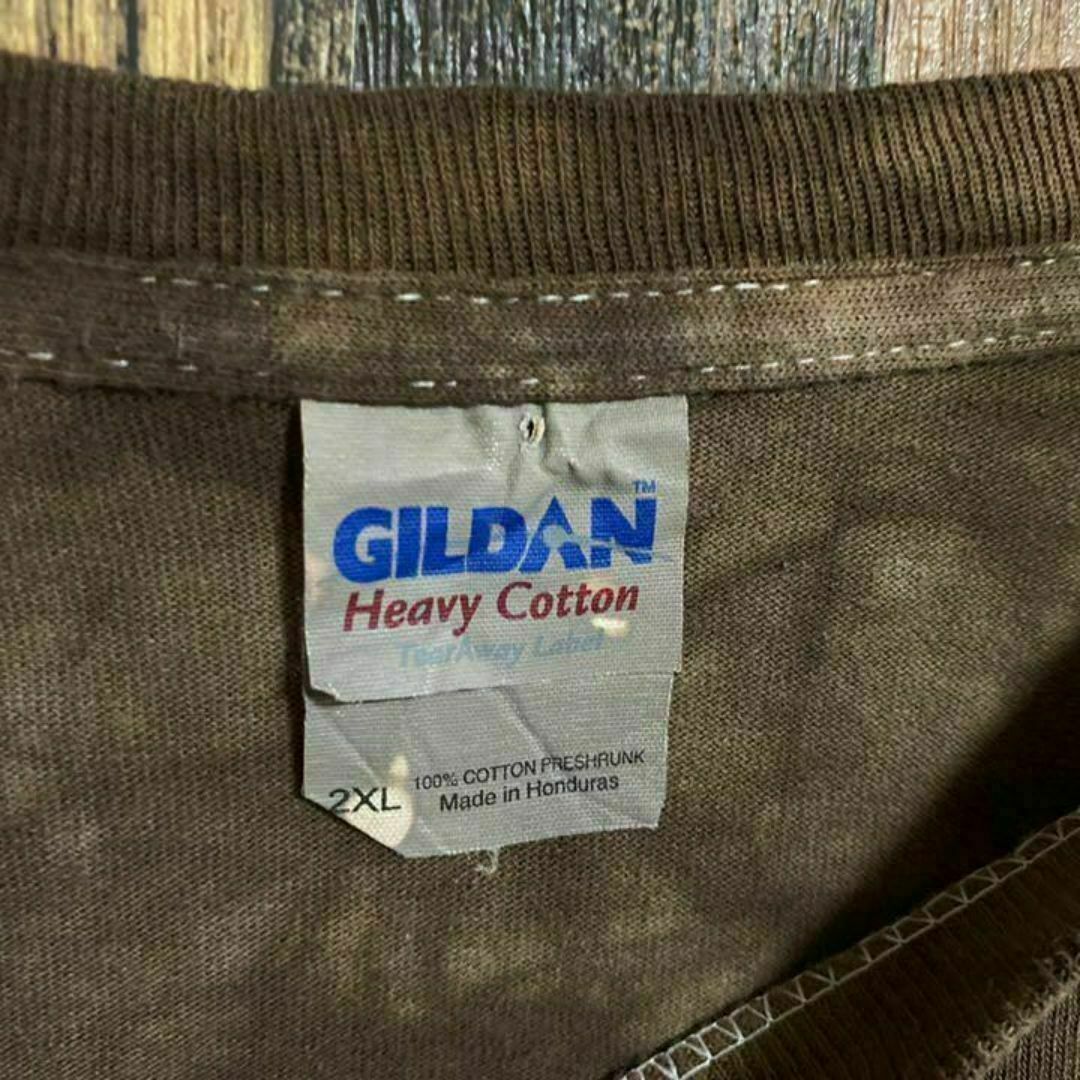 GILDAN™
Heavy Cotton
TearAway Label
2XL
100% COTTON PRESHRUNK
Made in Honduras